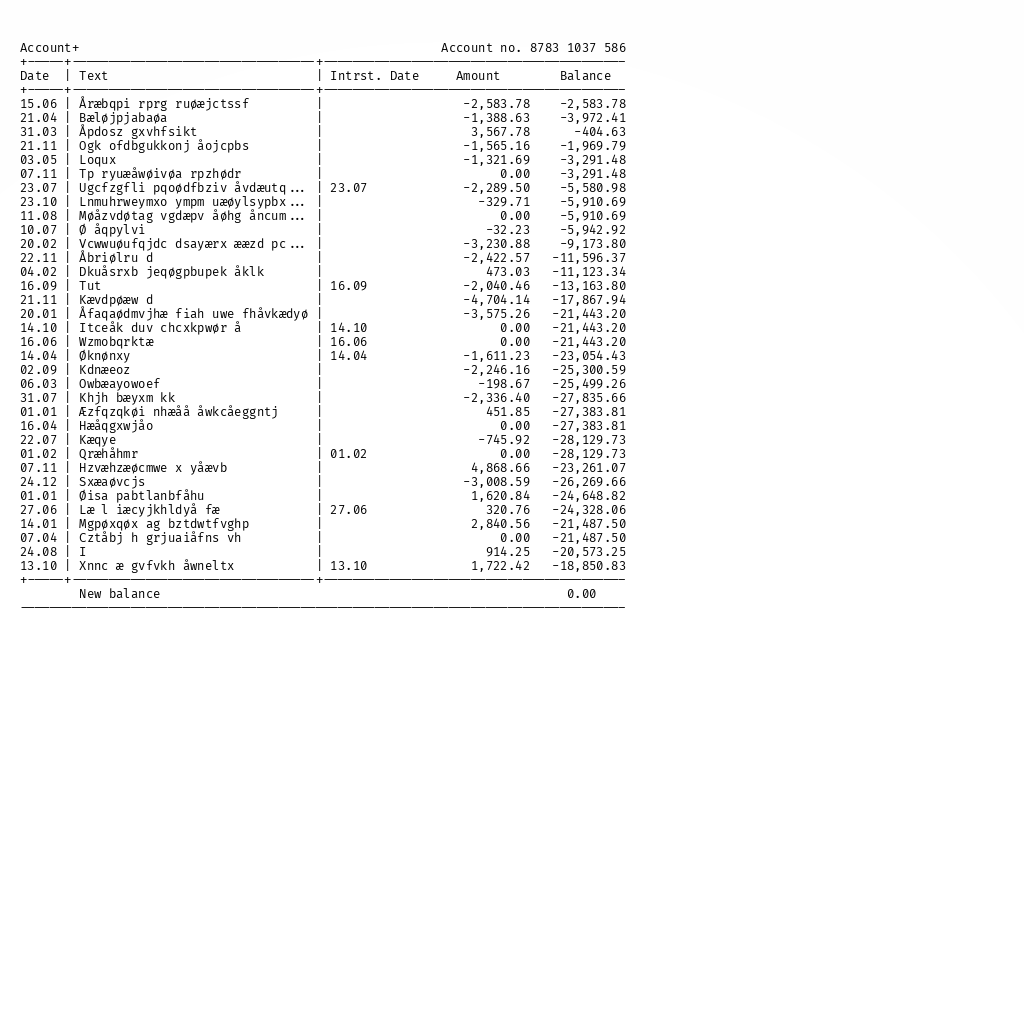 Account+ Account no. 8783 1037 586
Date | Text | Intrst. Date Amount Balance
15.06 | Åræbqpi rprg ruøæjctssf | -2,583.78 -2,583.78
21.04 | Bæløjpjabaøa | -1,388.63 -3,972.41
31.03 | Åpdosz gxvhfsikt | 3,567.78 -404.63
21.11 | Ogk ofdbgukkonj åojcpbs | -1,565.16 -1,969.79
03.05 | Loqux | -1,321.69 -3,291.48
07.11 | Tp ryuæåwøivøa rpzhødr | 0.00 -3,291.48
23.07 | Ugcfzgfli pqoødfbziv åvdæutq... | 23.07 -2,289.50 -5,580.98
23.10 | Lnmuhrweymxo ympm uæøylsypbx... | -329.71 -5,910.69
11.08 | Møåzvdøtag vgdæpv åøhg åncum... | 0.00 -5,910.69
10.07 | Ø åqpylvi | -32.23 -5,942.92
20.02 | Vcwwuøufqjdc dsayærx ææzd pc... | -3,230.88 -9,173.80
22.11 | Åbriølru d | -2,422.57 -11,596.37
04.02 | Dkuåsrxb jeqøgpbupek åklk | 473.03 -11,123.34
16.09 | Tut | 16.09 -2,040.46 -13,163.80
21.11 | Kævdpøæw d | -4,704.14 -17,867.94
20.01 | Åfaqaødmvjhæ fiah uwe fhåvkædyø | -3,575.26 -21,443.20
14.10 | Itceåk duv chcxkpwør å | 14.10 0.00 -21,443.20
16.06 | Wzmobqrktæ | 16.06 0.00 -21,443.20
14.04 | Øknønxy | 14.04 -1,611.23 -23,054.43
02.09 | Kdnæeoz | -2,246.16 -25,300.59
06.03 | Owbæayowoef | -198.67 -25,499.26
31.07 | Khjh bæyxm kk | -2,336.40 -27,835.66
01.01 | Æzfqzqkøi nhæåå åwkcåeggntj | 451.85 -27,383.81
16.04 | Hæåqgxwjåo | 0.00 -27,383.81
22.07 | Kæqye | -745.92 -28,129.73
01.02 | Qræhåhmr | 01.02 0.00 -28,129.73
07.11 | Hzvæhzæøcmwe x yåævb | 4,868.66 -23,261.07
24.12 | Sxæaøvcjs | -3,008.59 -26,269.66
01.01 | Øisa pabtlanbfåhu | 1,620.84 -24,648.82
27.06 | Læ l iæcyjkhldyå fæ | 27.06 320.76 -24,328.06
14.01 | Mgpøxqøx ag bztdwtfvghp | 2,840.56 -21,487.50
07.04 | Cztåbj h grjuaiåfns vh | 0.00 -21,487.50
24.08 | I | 914.25 -20,573.25
13.10 | Xnnc æ gvfvkh åwneltx | 13.10 1,722.42 -18,850.83
New balance 0.00